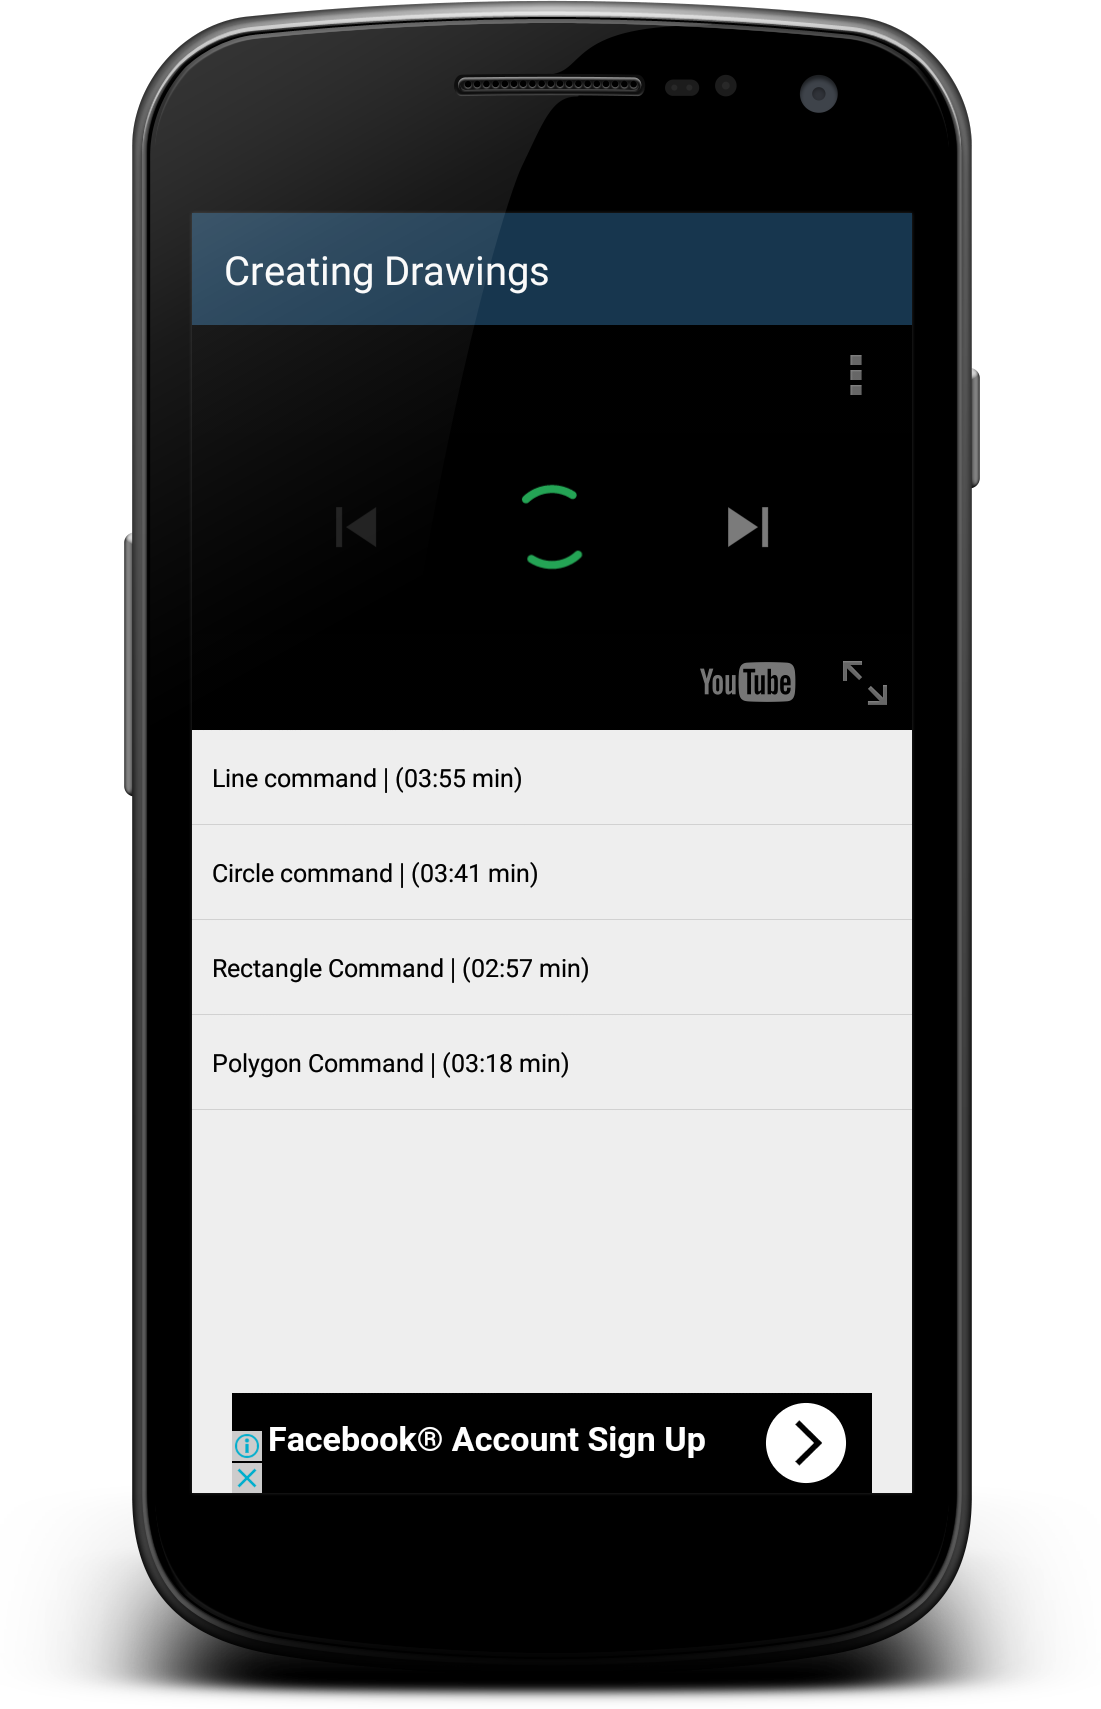 Creating Drawings
YouTube
Line command | (03:55 min)
Circle command | (03:41 min)
Rectangle Command | (02:57 min)
Polygon Command | (03:18 min)
Facebook® Account Sign Up